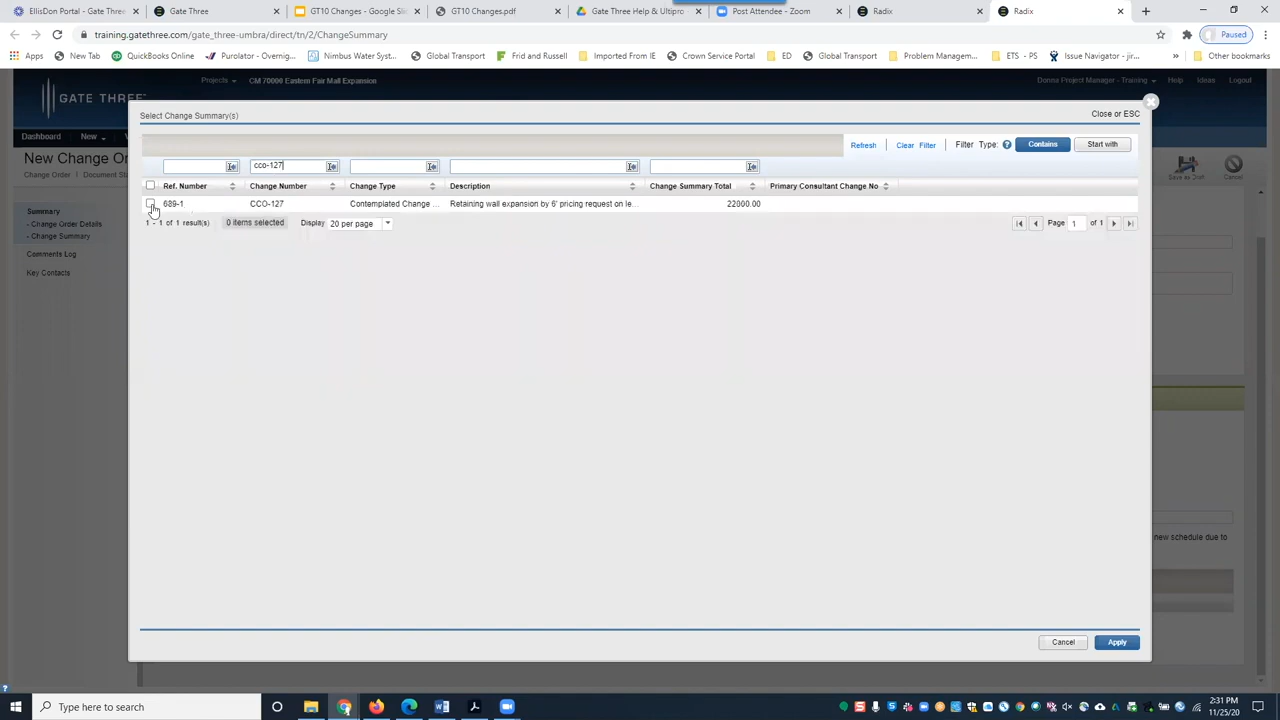 EllisDon Portal - Gate Three:
Gate Three
GT10 Changes - Google Slid
GT10 Changes.pdf
Gate Three Help & Ultipro
Post Attendee - Zoom
Radix
Radix
training.gatethree.com/gate_three-umbra/direct/tn/2/ChangeSummary
Paused
Apps
New Tab
QuickBooks Online
Purolator - Overnig...
Nimbus Water Syst...
Global Transport
Frid and Russell
Imported From IE
Crown Service Portal
ED
Global Transport
Problem Managem...
ETS - PS
Issue Navigator - jir...
»
Other bookmarks
GATE THREE
Projects
CM 70000 Eastern Fair Mall Expansion
Donna Project Manager - Training
Help
Ideas
Logout
Dashboard
New
New Change Or
Change Order
Document Sta
Save as Draft
Cancel
Summary
- Change Order Details
- Change Summary
Comments Log
Key Contacts
new schedule due to
Select Change Summary(s)
Close or ESC
Refresh
Clear Filter
Filter Type:
Contains
Start with
cco-127
Ref. Number
Change Number
Change Type
Description
Change Summary Total
Primary Consultant Change No
689-1
CCO-127
Contemplated Change ...
Retaining wall expansion by 6' pricing request on le...
22000.00
1 - 1 of 1 result(s)
0 items selected
Display
20 per page
Page
1
of 1
Cancel
Apply
Type here to search
2:31 PM
11/25/20